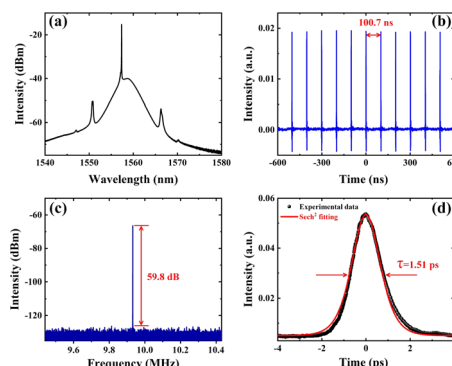 (a)
-20
-40
-60
Intensity (dBm)
1540 1550 1560 1570 1580
Wavelength (nm)
(b)
100.7 ns
0.02
0.01
0.00
Intensity (a.u.)
-600 -300 0 300
Time (ns)
(c)
-60
-80
-100
-120
Intensity (dBm)
59.8 dB
9.6 9.8 10.0 10.2 10.4
Frequency (MHz)
(d)
Experimental data
Sech² fitting
τ=1.51 ps
0.06
0.04
0.02
Intensity (a.u.)
-4 -2 0 2
Time (ps)